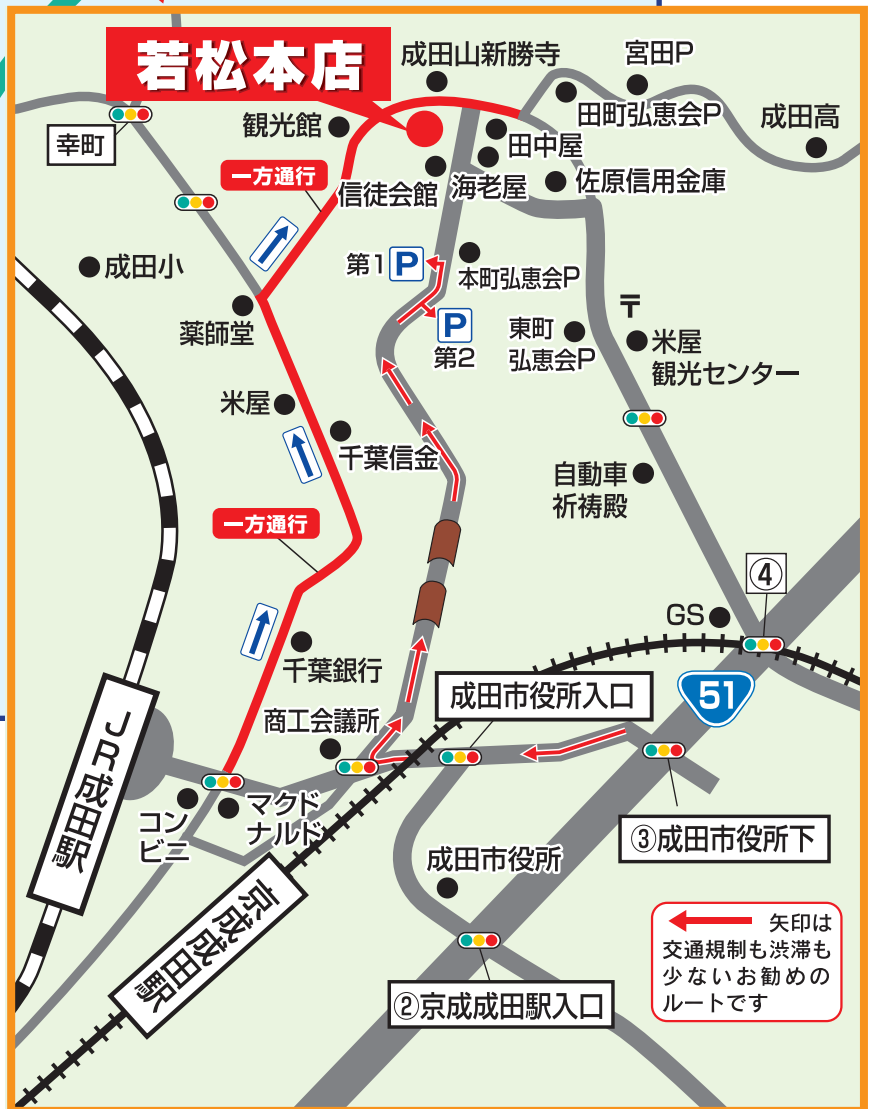 若松本店
成田山新勝寺
宮田P
田町弘恵会P
成田高
幸町
観光館
田中屋
一方通行
信徒会館
海老屋
佐原信用金庫
成田小
第1
P
本町弘恵会P
薬師堂
P
第2
東町
弘恵会P
〒
米屋
観光センター
米屋
千葉信金
自動車
祈祷殿
一方通行
④
GS
千葉銀行
成田市役所入口
51
商工会議所
JR成田駅
コン
ビニ
マクド
ナルド
③成田市役所下
成田市役所
京成成田駅
②京成成田駅入口
矢印は
交通規制も渋滞も
少ないお勧めの
ルートです